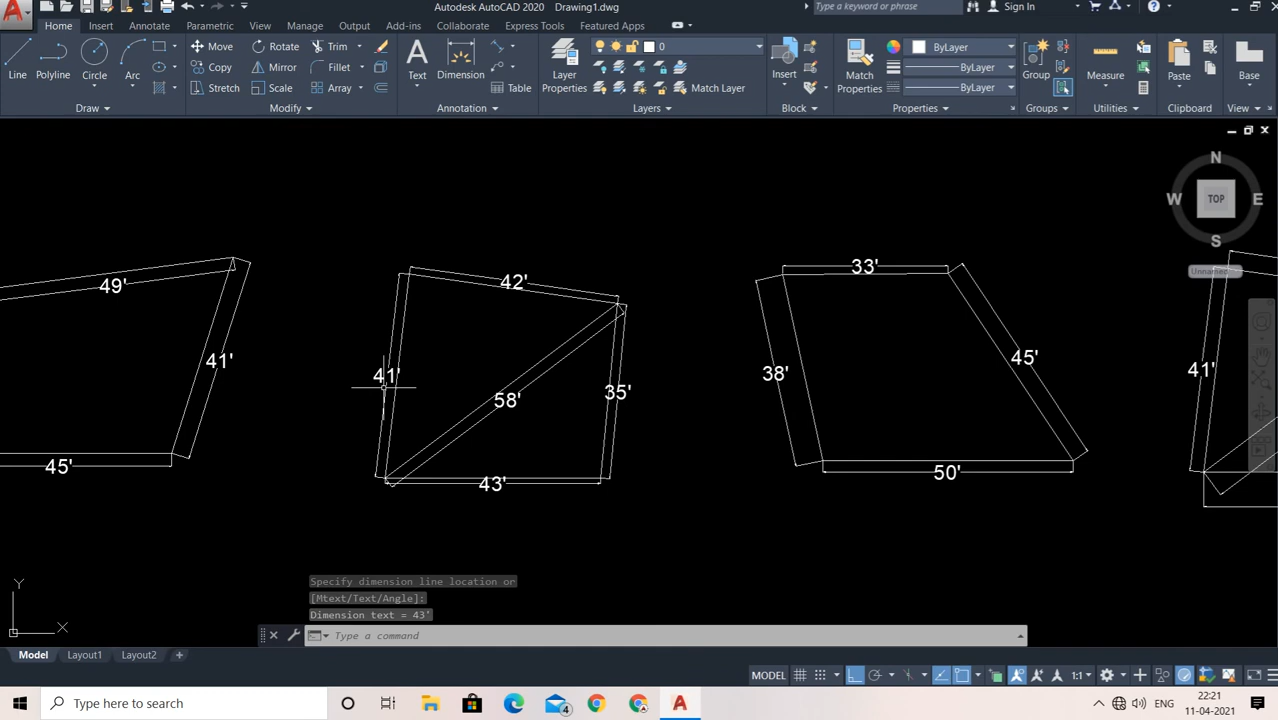 Autodesk AutoCAD 2020 Drawing1.dwg
Type a keyword or phrase
Sign In
Home Insert Annotate Parametric View Manage Output Add-ins Collaborate Express Tools Featured Apps
Line Polyline Circle Arc
Move Rotate Trim
Copy Mirror Fillet
Stretch Scale Array
Text Dimension Table
Layer Properties
0
Match Layer
Insert
Match Properties
ByLayer
ByLayer
ByLayer
Group
Measure
Paste
Base
Draw Modify Annotation Layers Block Properties Groups Utilities Clipboard View
N
W TOP E
S
Unnamed
49'
41'
45'
42'
41'
58'
35'
43'
33'
38'
45'
50'
41'
Y
X
Specify dimension line location or
[Mtext/Text/Angle]:
Dimension text = 43'
Type a command
Model Layout1 Layout2 +
MODEL 1:1
Type here to search
4
ENG
22:21
11-04-2021